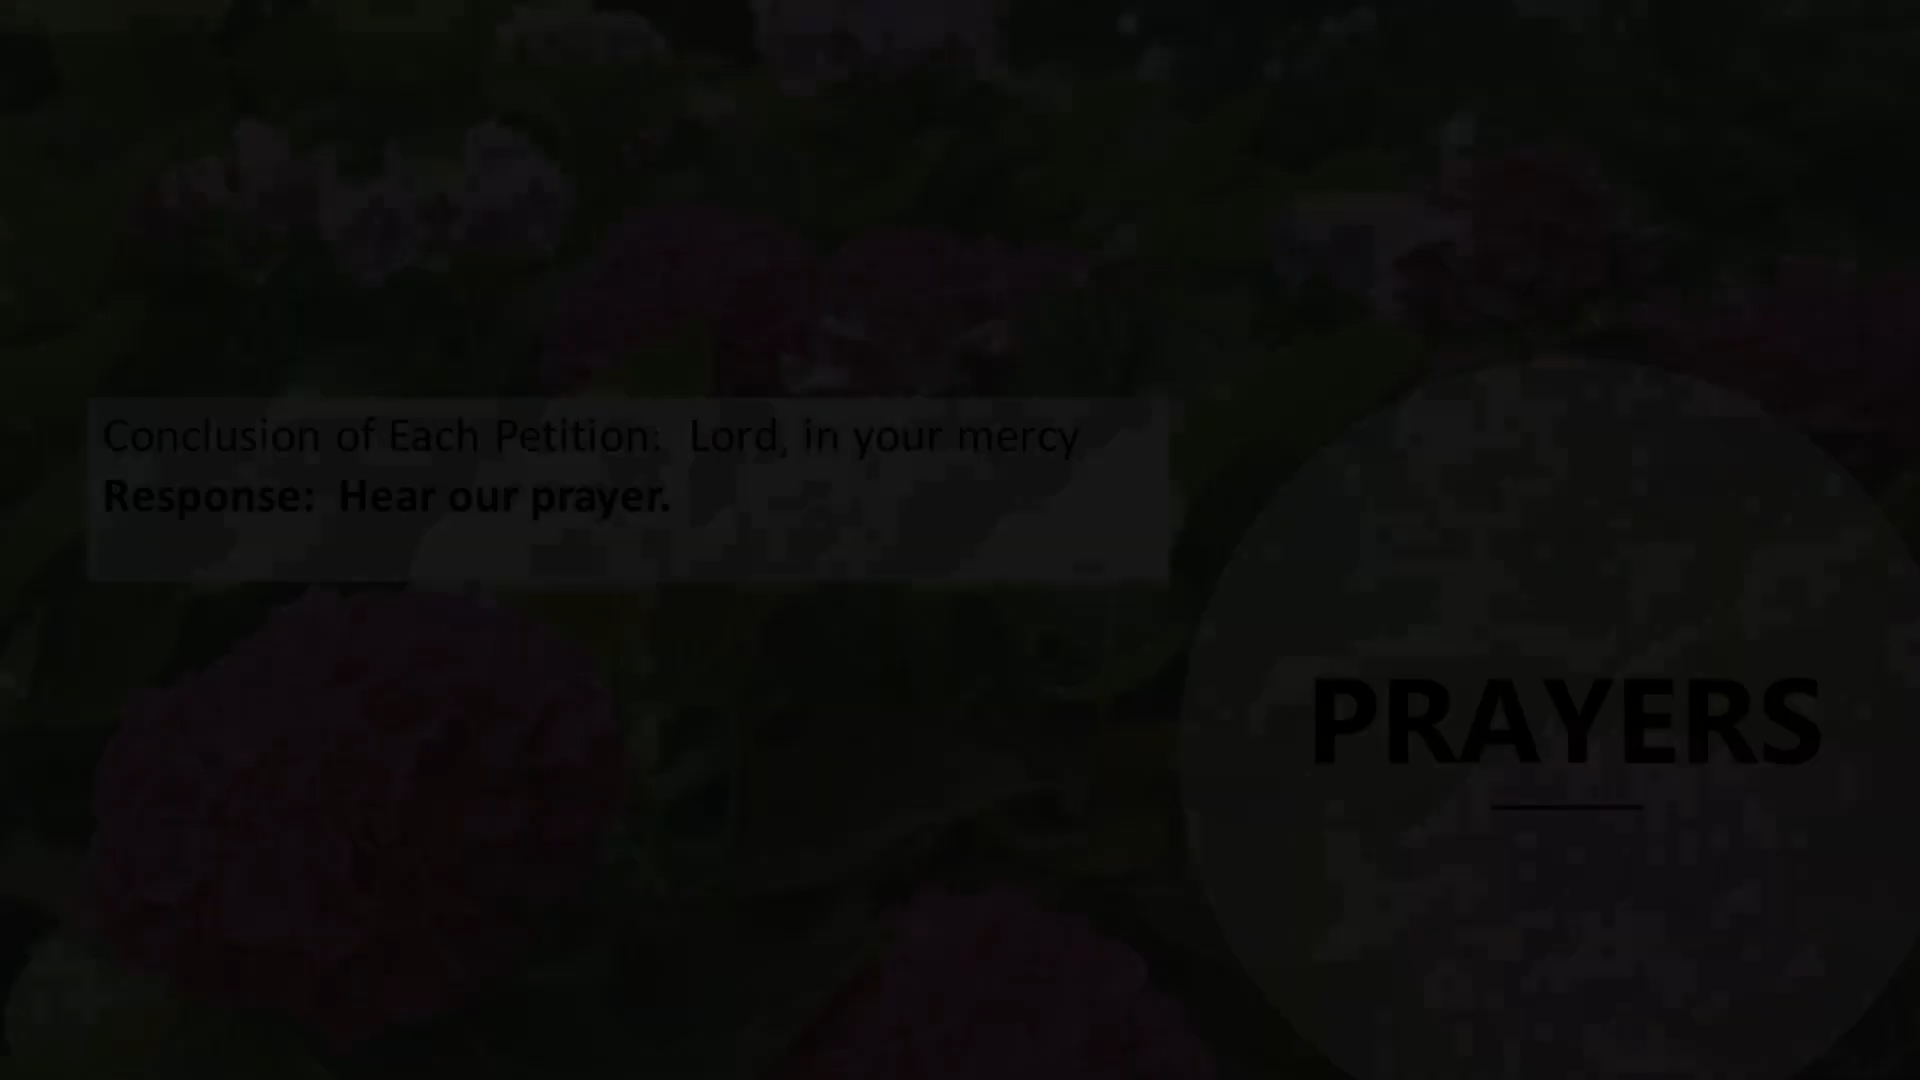 Conclusion of Each Petition:  Lord, in your mercy
Response:  Hear our prayer.
PRAYERS